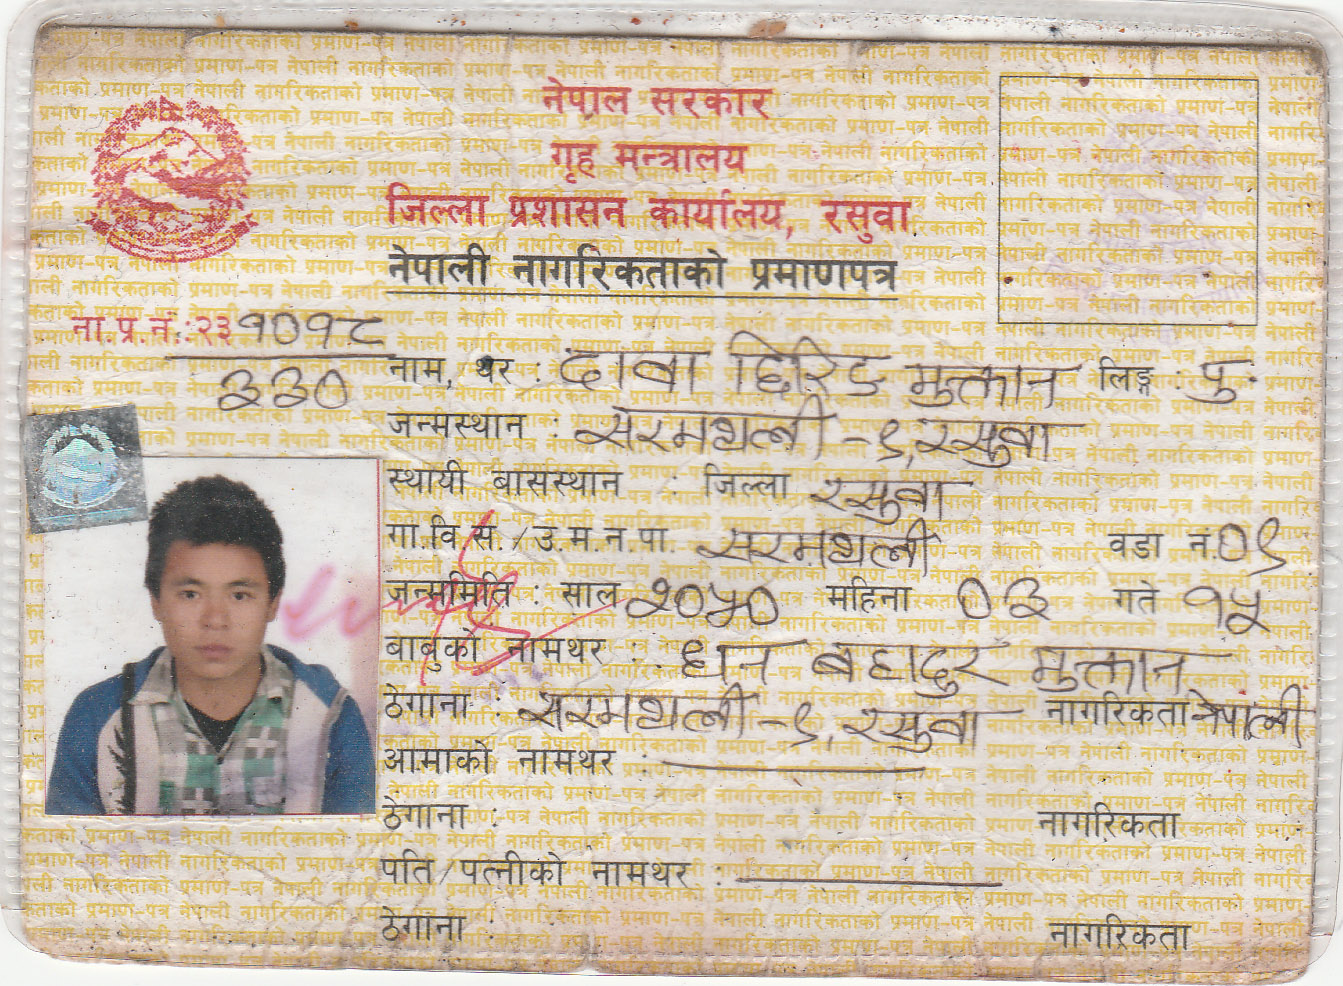 नेपाल सरकार
गृह मन्त्रालय
जिल्ला प्रशासन कार्यालय, रसुवा
नेपाली नागरिकताको प्रमाणपत्र
ना.प्र.नं.: २३१०१८
३३०
नाम, थर : दावा छिरिङ मुक्तान लिङ्ग : पु.
जन्मस्थान : सरमथली -९, रसुवा
स्थायी बासस्थान : जिल्ला रसुवा
गा.वि.स./उ.म.न.पा. सरमथली वडा नं. ०९
जन्ममिति : साल २०५० महिना ०३ गते १५
बाबुको नामथर : धन बहादुर मुक्तान
ठेगाना : सरमथली -९, रसुवा नागरिकता नेपाली
आमाको नामथर :
ठेगाना : नागरिकता
पति/पत्नीको नामथर :
ठेगाना : नागरिकता